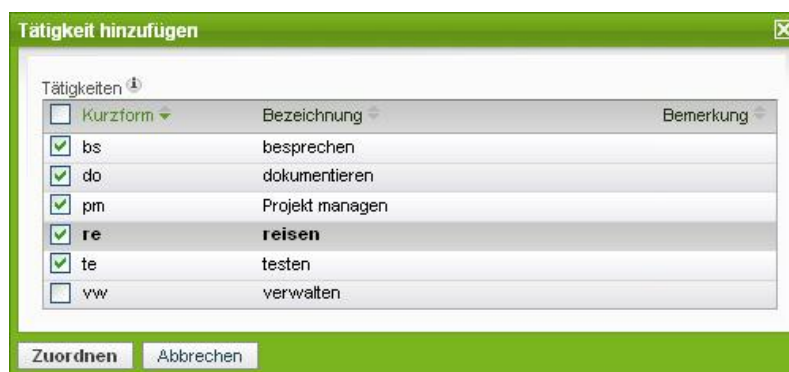 Tätigkeit hinzufügen
Tätigkeiten
Kurzform Bezeichnung Bemerkung
bs besprechen
do dokumentieren
pm Projekt managen
re reisen
te testen
vw verwalten
Zuordnen Abbrechen